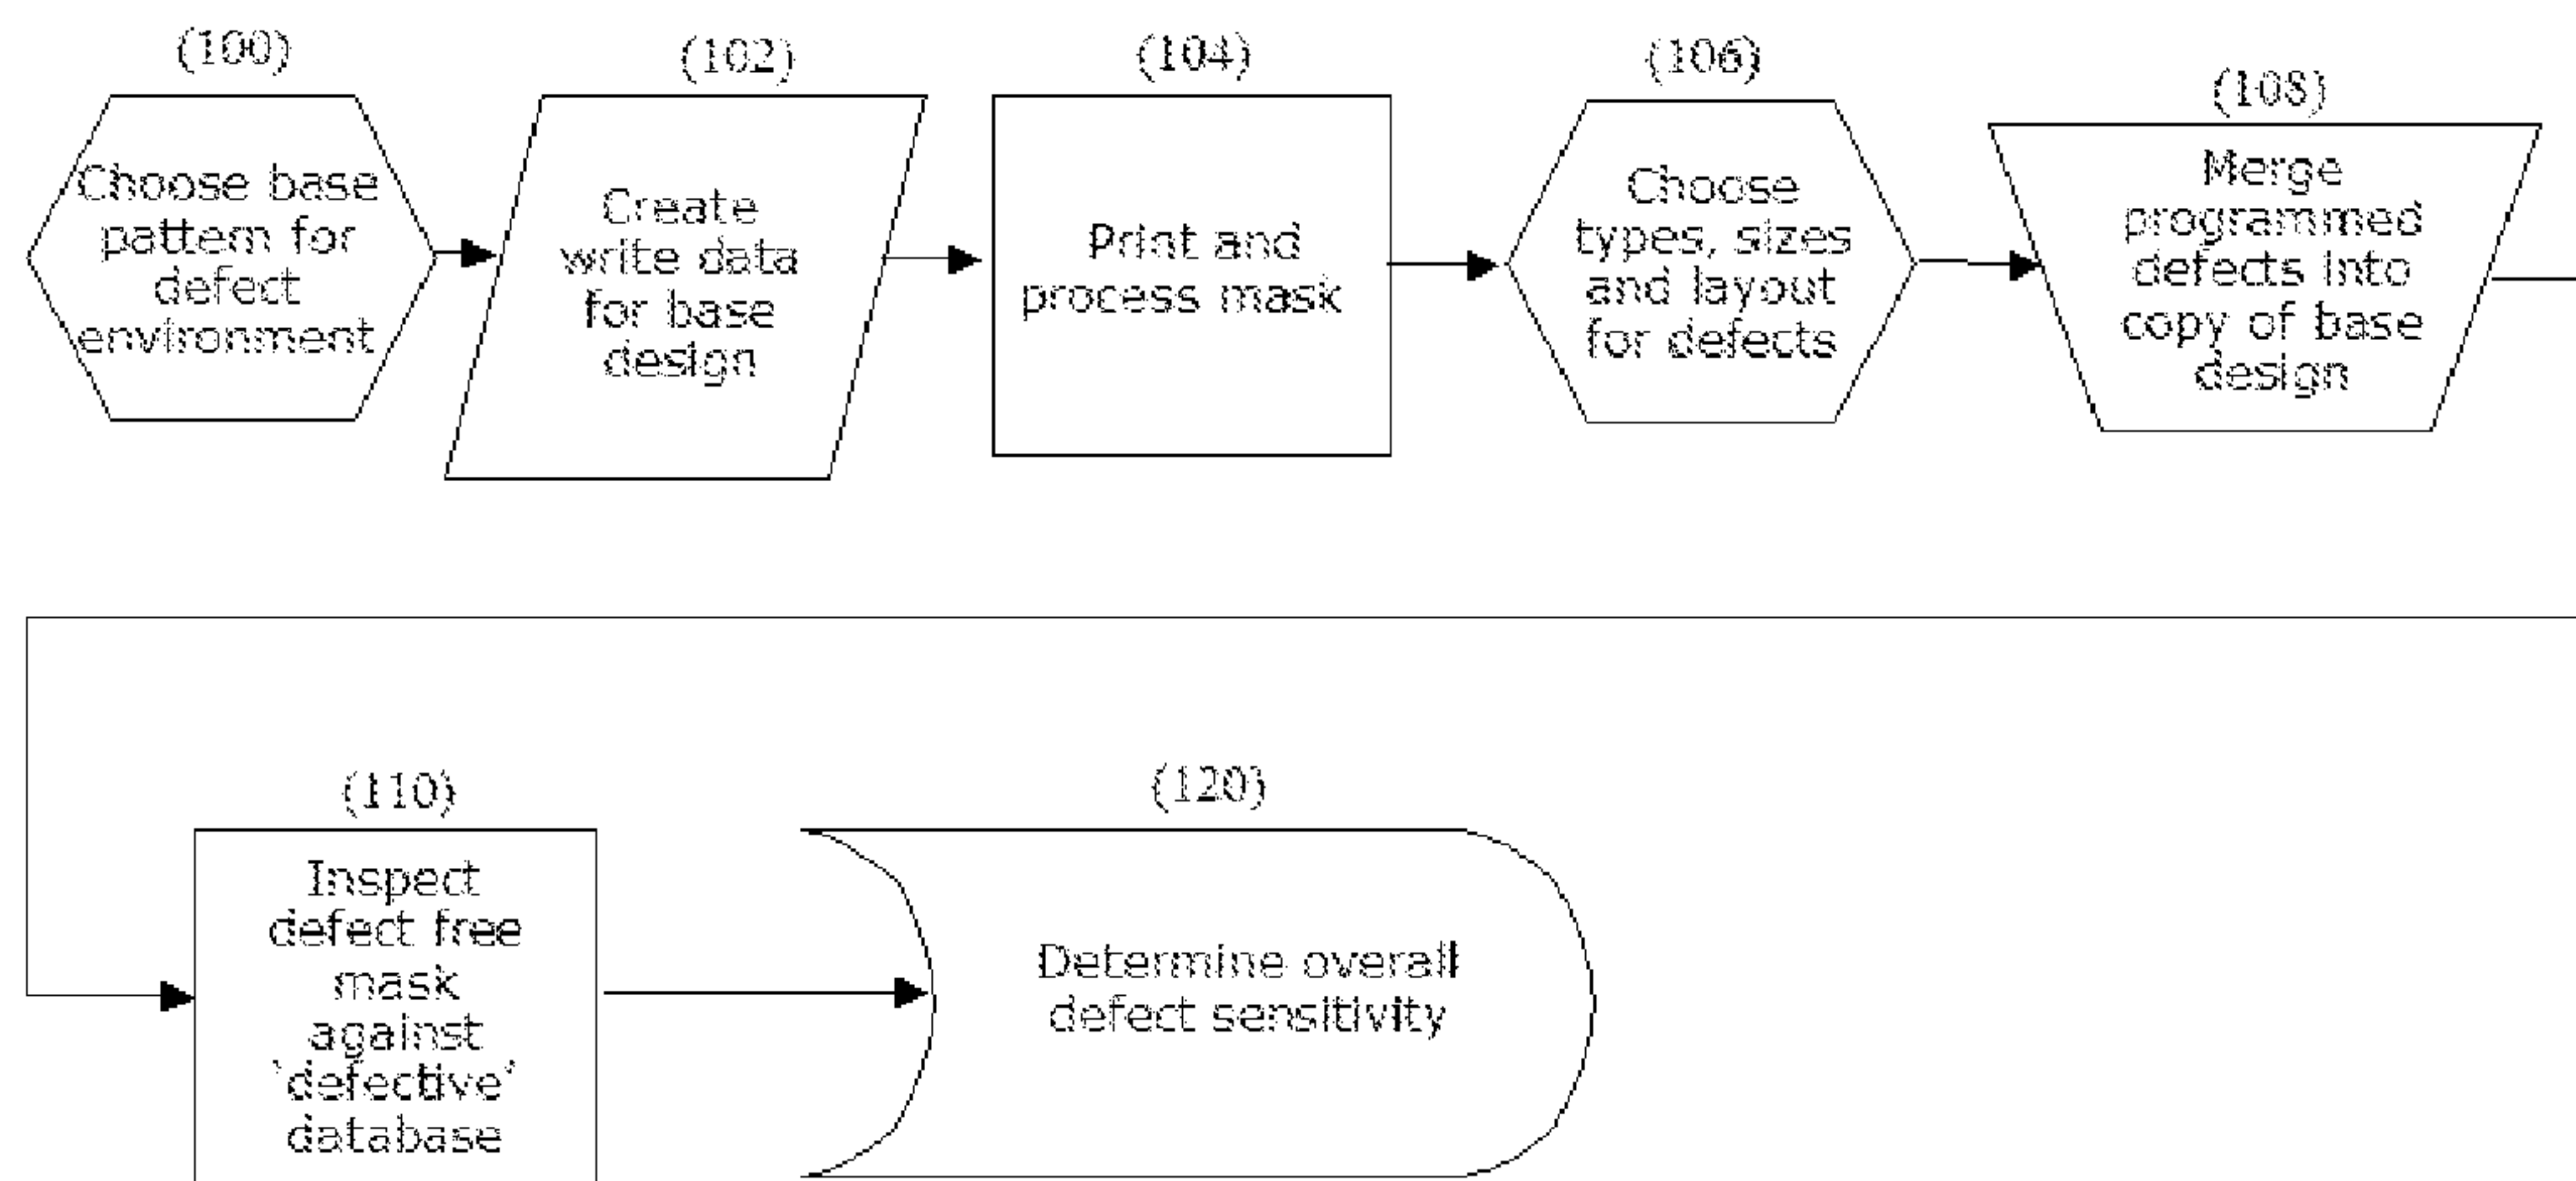 (100)
Choose base
pattern for
defect
environment
(102)
Create
write data
for base
design
(104)
Print and
process mask
(106)
Choose
types, sizes
and layout
for defects
(108)
Merge
programmed
defects into
copy of base
design
(110)
Inspect
defect free
mask
against
‘defective’
database
(120)
Determine overall
defect sensitivity